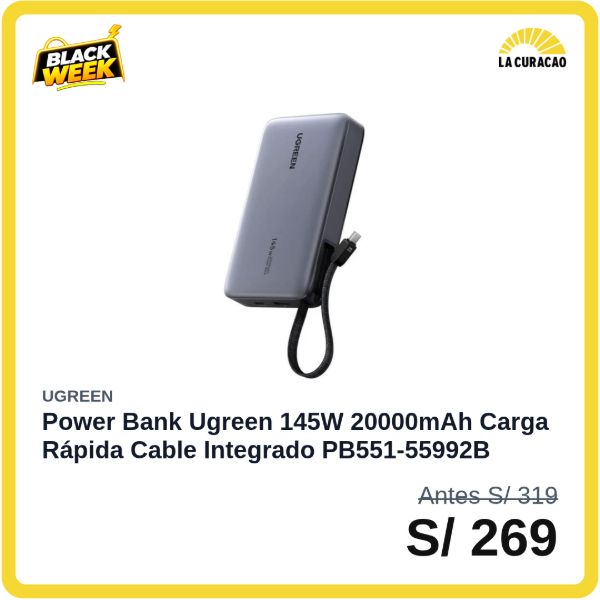 BLACK
WEEK
LA CURACAO
UGREEN
145W
UGREEN
Power Bank Ugreen 145W 20000mAh Carga
Rápida Cable Integrado PB551-55992B
Antes S/ 319
S/ 269